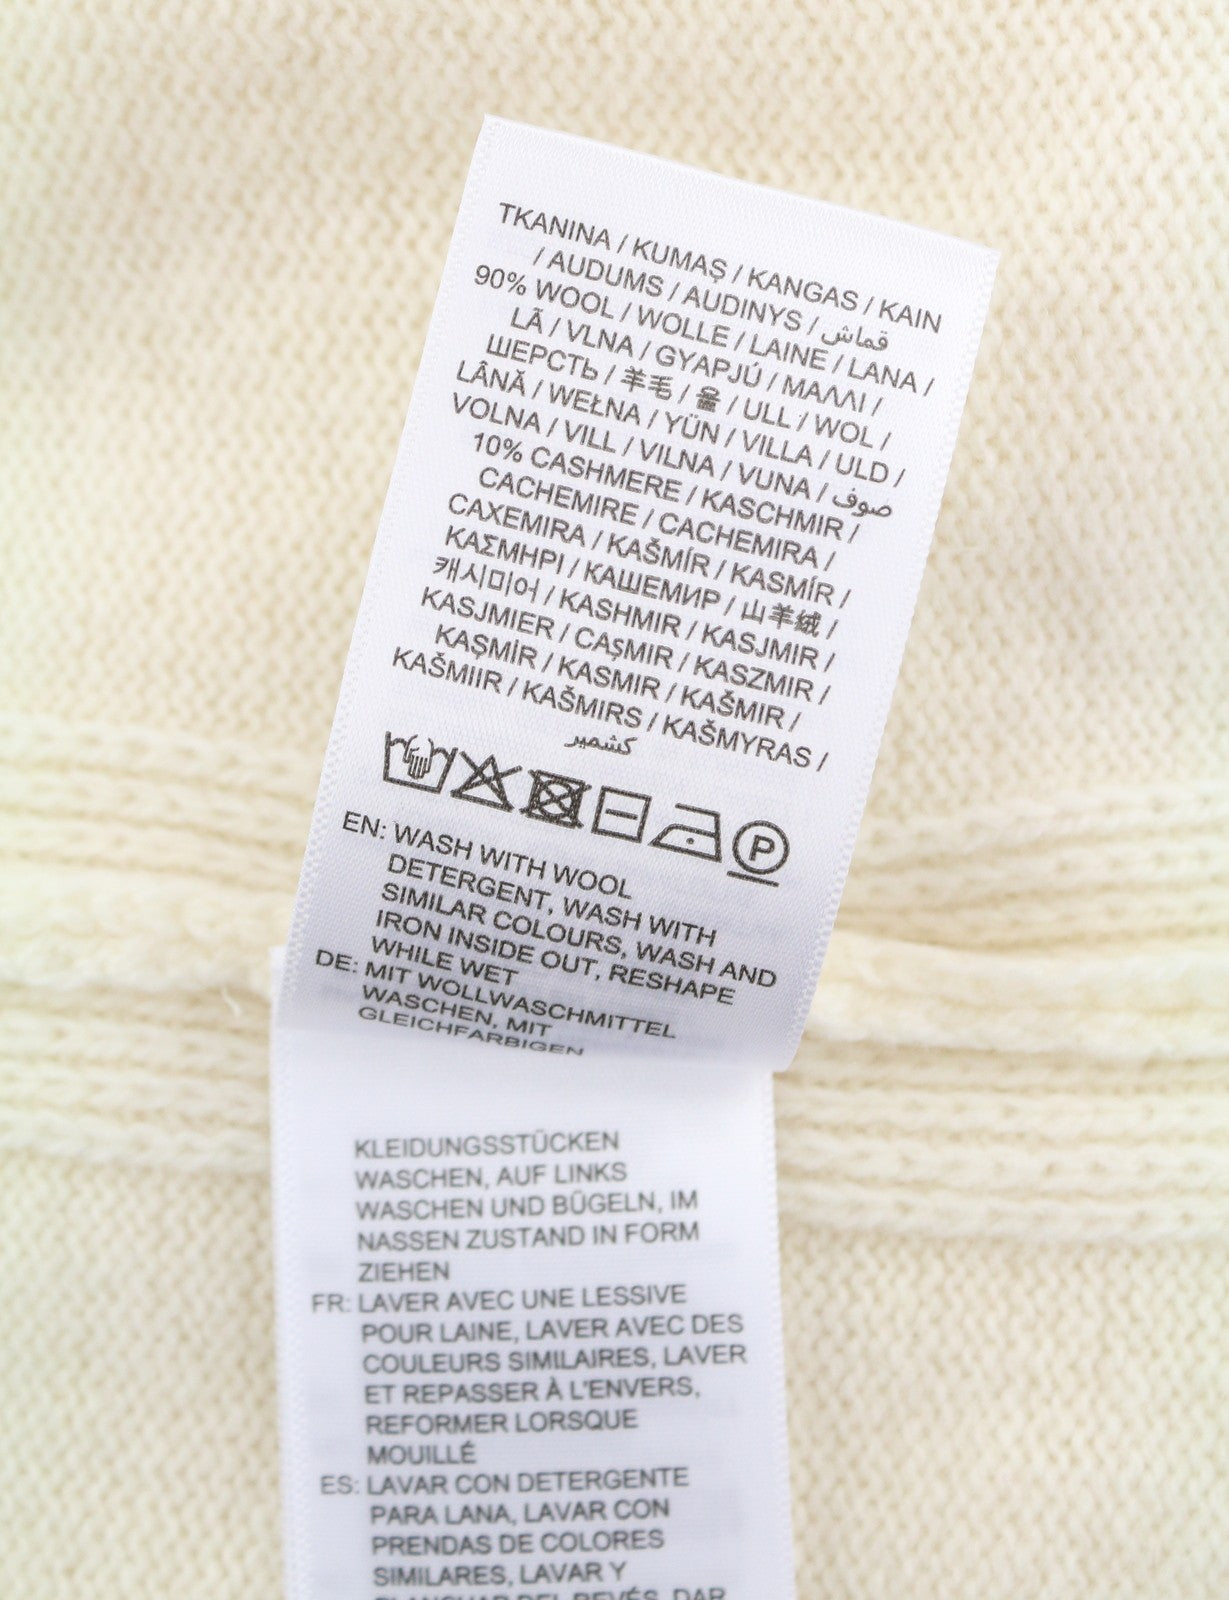 TKANINA / KUMAŞ / KANGAS / KAIN
/ AUDUMS / AUDINYS / قماش
90% WOOL / WOLLE / LAINE / LANA /
LÃ / VLNA / GYAPJÚ / ΜΑΛΛΙ /
ШЕРСТЬ / 羊毛 / 울 / ULL / WOL /
LÂNĂ / WEŁNA / YÜN / VILLA / ULD /
VOLNA / VILL / VILNA / VUNA / صوف
10% CASHMERE / KASCHMIR /
CACHEMIRE / CACHEMIRA /
CAXEMIRA / KAŠMÍR / KASMÍR /
ΚΑΣΜΗΡΙ / КАШЕМИР / 山羊绒 /
캐시미어 / KASHMIR / KASJMIR /
KASJMIER / CAŞMIR / KASZMIR /
KAŞMİR / KASMIR / KAŠMIR /
KAŠMIIR / KAŠMIRS / KAŠMYRAS /
كشمير
P
EN: WASH WITH WOOL
DETERGENT, WASH WITH
SIMILAR COLOURS, WASH AND
IRON INSIDE OUT, RESHAPE
WHILE WET
DE: MIT WOLLWASCHMITTEL
WASCHEN, MIT
GLEICHFARBIGEN
KLEIDUNGSSTÜCKEN
WASCHEN, AUF LINKS
WASCHEN UND BÜGELN, IM
NASSEN ZUSTAND IN FORM
ZIEHEN
FR: LAVER AVEC UNE LESSIVE
POUR LAINE, LAVER AVEC DES
COULEURS SIMILAIRES, LAVER
ET REPASSER À L'ENVERS,
REFORMER LORSQUE
MOUILLÉ
ES: LAVAR CON DETERGENTE
PARA LANA, LAVAR CON
PRENDAS DE COLORES
SIMILARES, LAVAR Y
PLANCHAR DEL REVÉS, DAR